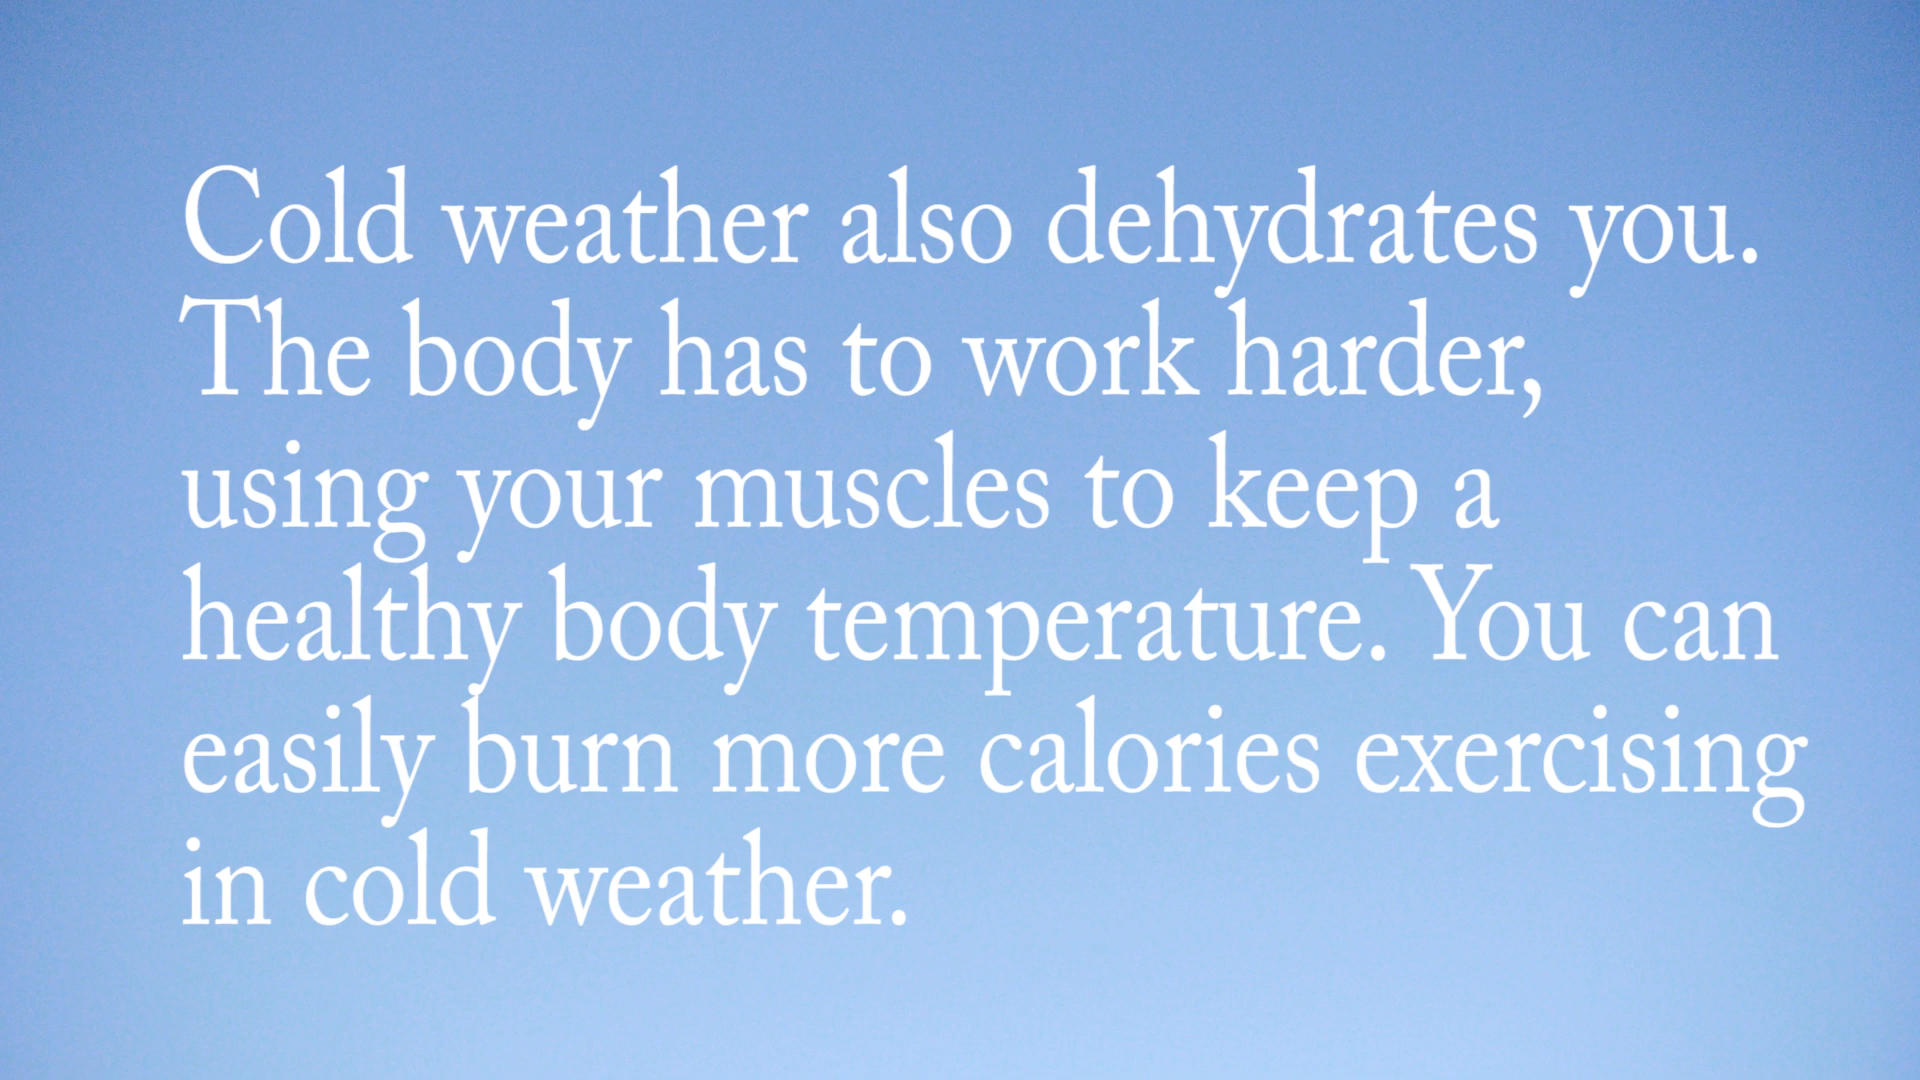 Cold weather also dehydrates you.
The body has to work harder,
using your muscles to keep a
healthy body temperature. You can
easily burn more calories exercising
in cold weather.